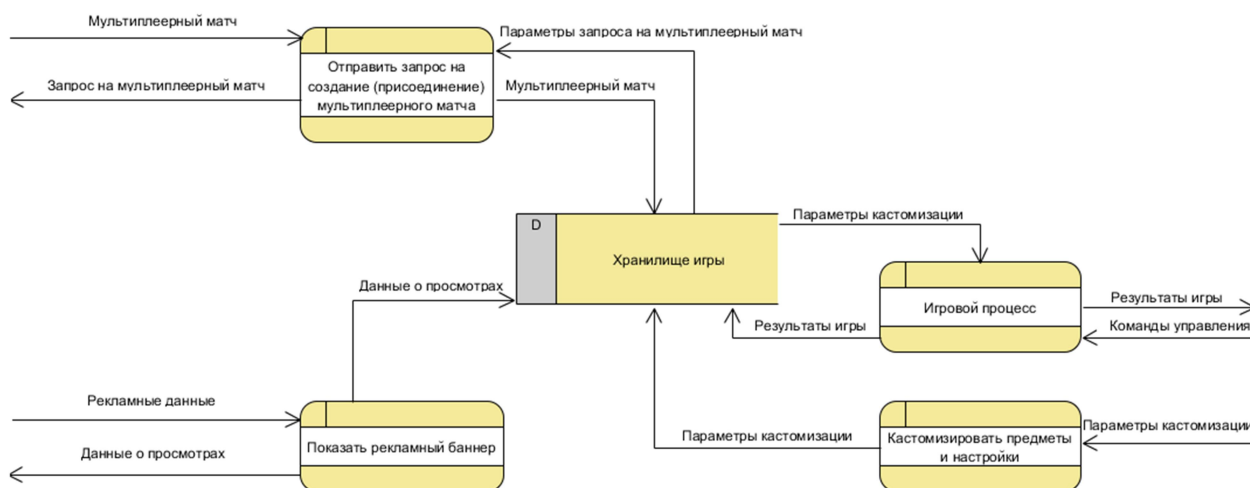 Мультиплеерный матч
Параметры запроса на мультиплеерный матч
Отправить запрос на
создание (присоединение)
мультиплеерного матча
Запрос на мультиплеерный матч
Мультиплеерный матч
D
Хранилище игры
Параметры кастомизации
Данные о просмотрах
Игровой процесс
Результаты игры
Результаты игры
Команды управления
Рекламные данные
Показать рекламный баннер
Данные о просмотрах
Параметры кастомизации
Кастомизировать предметы
и настройки
Параметры кастомизации